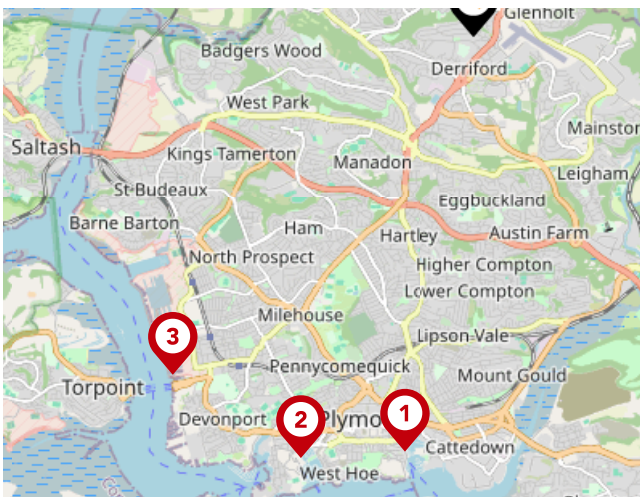 Glenholt
Badgers Wood
Derriford
West Park
Mainston
Saltash
Kings Tamerton
Manadon
Leigham
St Budeaux
Eggbuckland
Barne Barton
Ham
Hartley
Austin Farm
North Prospect
Higher Compton
Lower Compton
Milehouse
3
Lipson Vale
Pennycomequick
Mount Gould
Torpoint
Devonport
2
Plymo
1
Cattedown
West Hoe